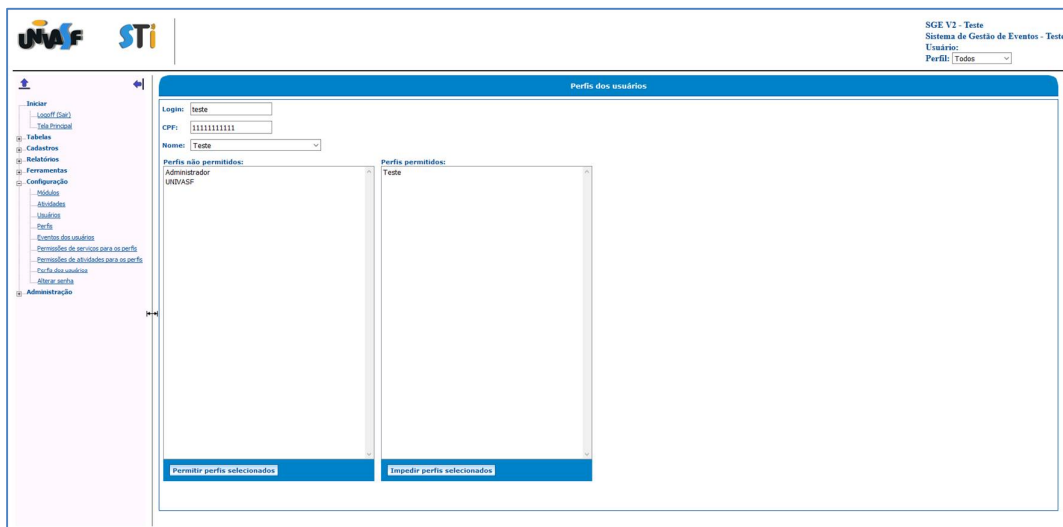 UNIVASF STi
SGE V2 - Teste
Sistema de Gestão de Eventos - Teste
Usuário:
Perfil: Todos
Perfis dos usuários
Iniciar
Logoff (Sair)
Tela Principal
Tabelas
Cadastros
Relatórios
Ferramentas
Configuração
Módulos
Atividades
Usuários
Perfis
Eventos dos usuários
Permissões de serviços para os perfis
Permissões de atividades para os perfis
Perfis dos usuários
Alterar senha
Administração
Login: teste
CPF: 11111111111
Nome: Teste
Perfis não permitidos:
Administrador
UNIVASF
Permitir perfis selecionados
Perfis permitidos:
Teste
Impedir perfis selecionados